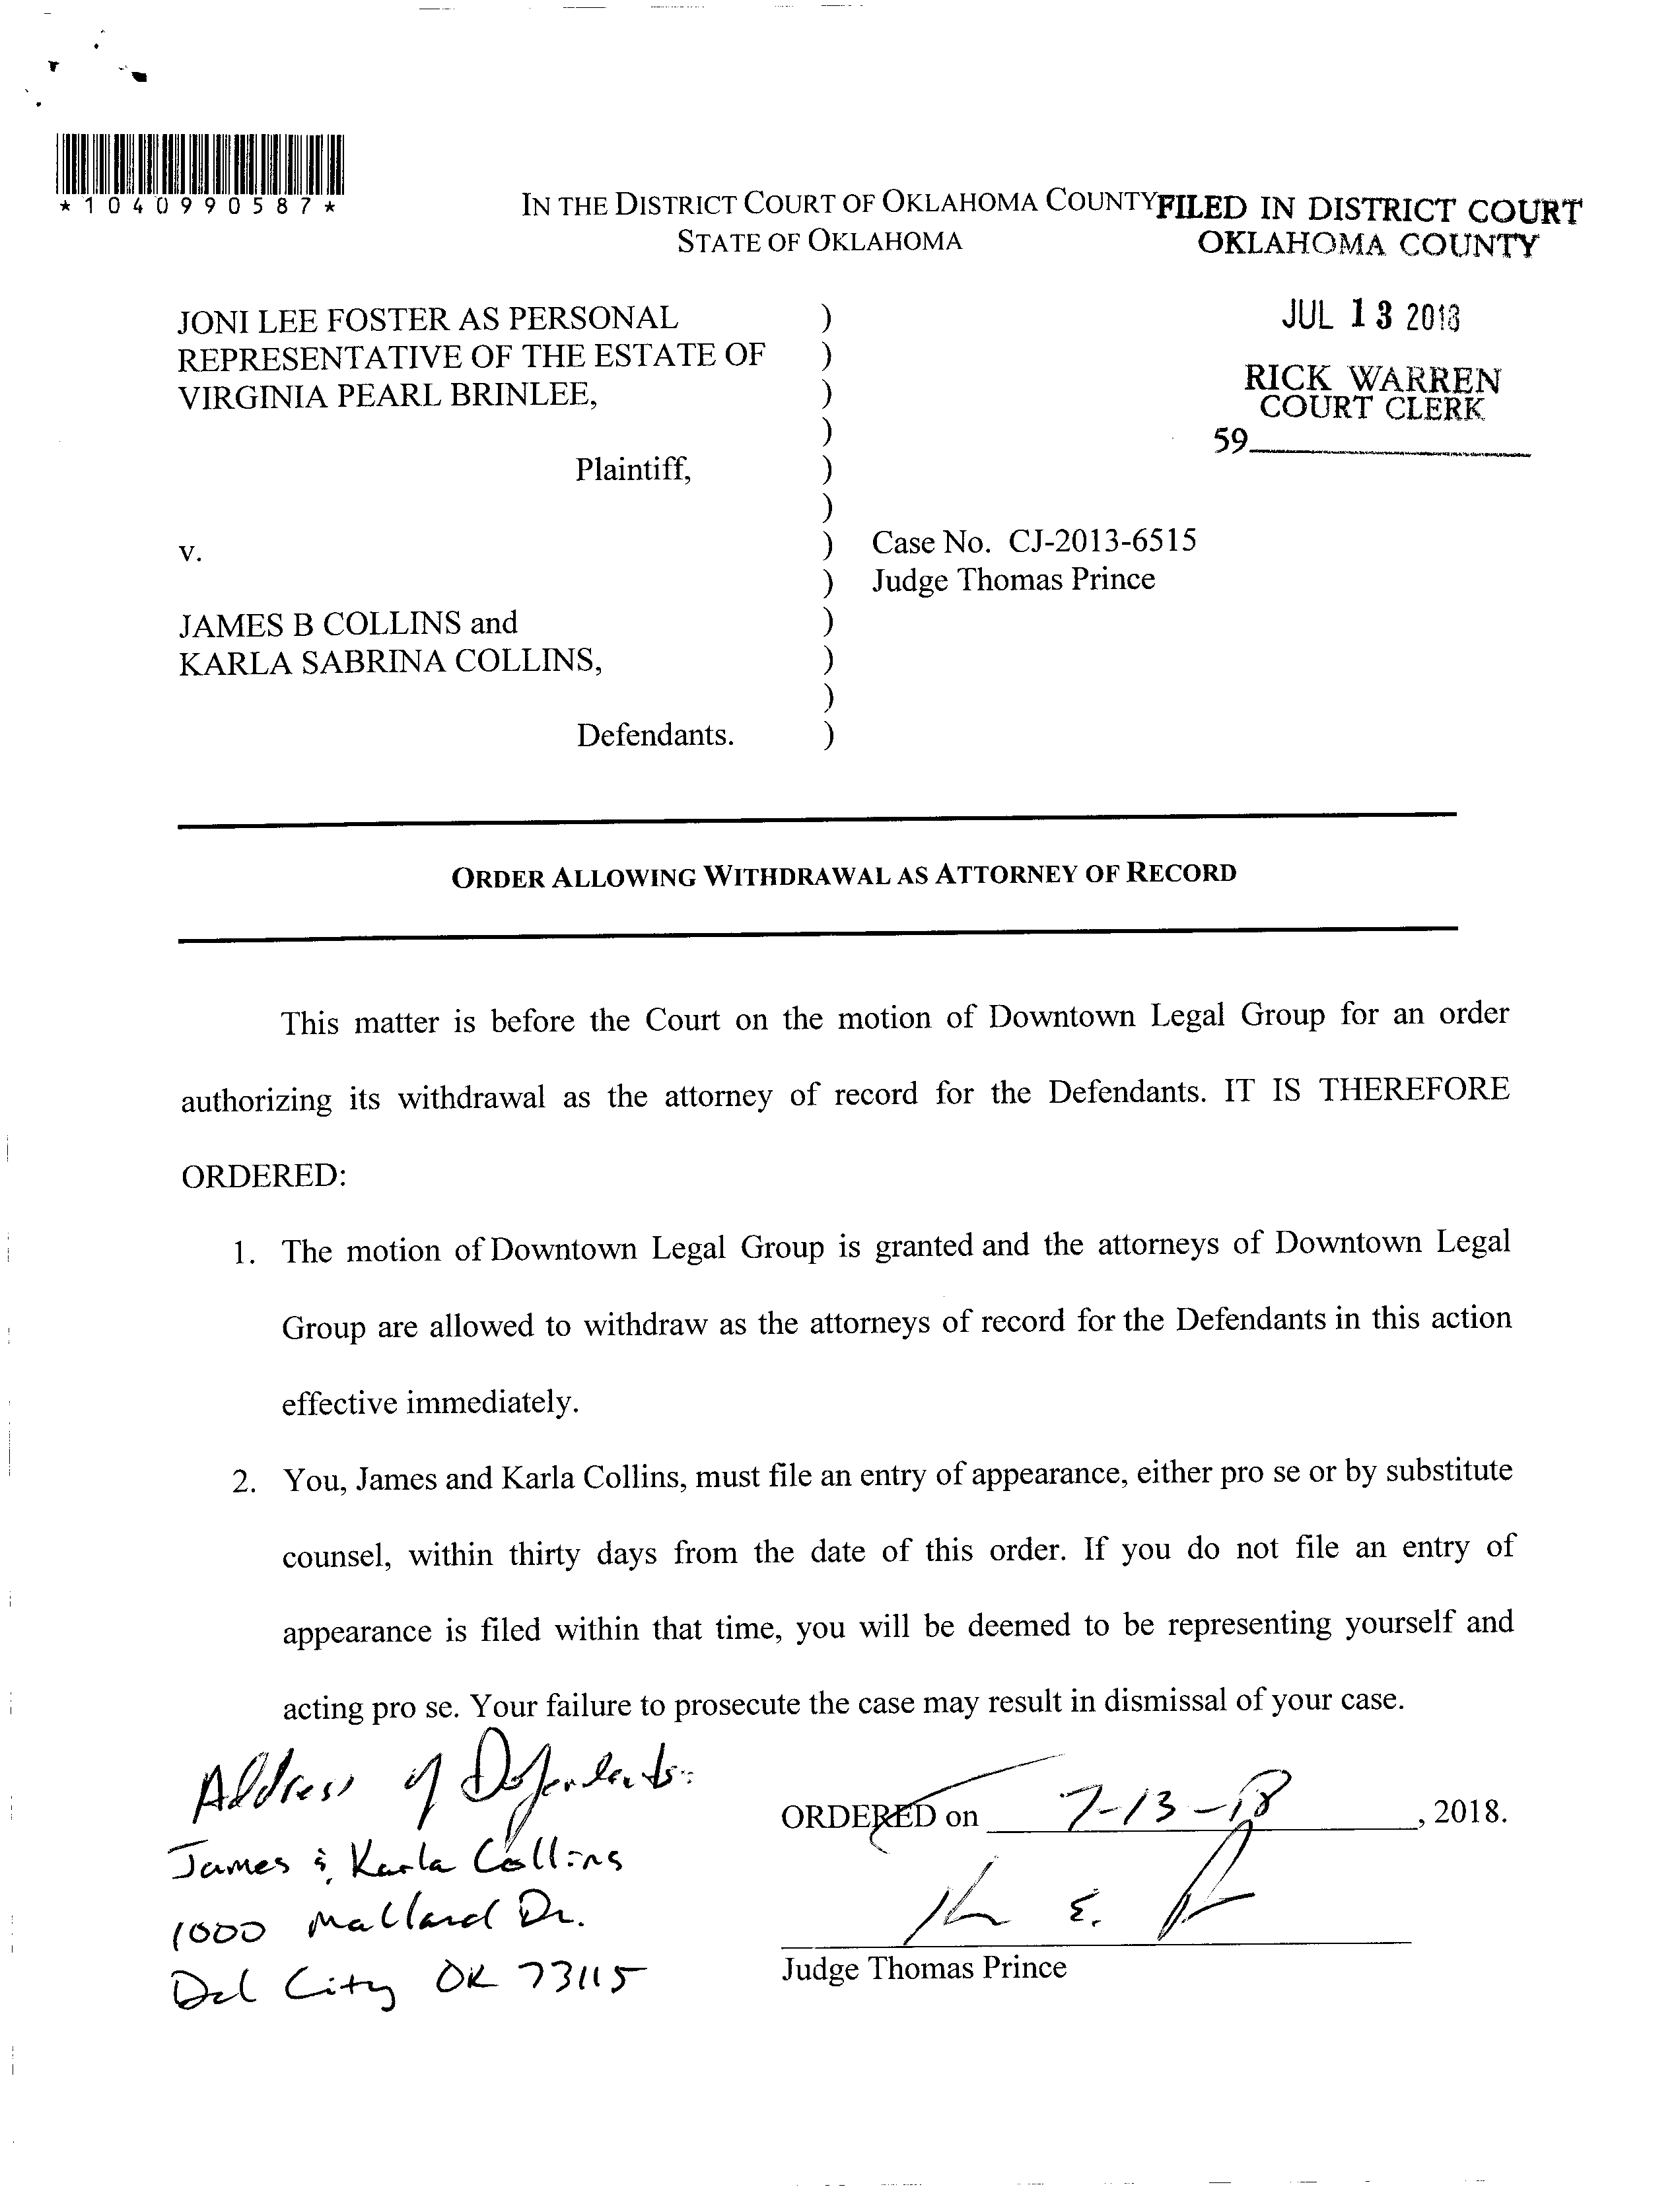 *1040990587*
IN THE DISTRICT COURT OF OKLAHOMA COUNTY
STATE OF OKLAHOMA
FILED IN DISTRICT COURT
OKLAHOMA COUNTY
JUL 13 2018
RICK WARREN
COURT CLERK
59
JONI LEE FOSTER AS PERSONAL )
REPRESENTATIVE OF THE ESTATE OF )
VIRGINIA PEARL BRINLEE, )
)
Plaintiff, )
)
v. ) Case No. CJ-2013-6515
) Judge Thomas Prince
JAMES B COLLINS and )
KARLA SABRINA COLLINS, )
)
Defendants. )
ORDER ALLOWING WITHDRAWAL AS ATTORNEY OF RECORD
This matter is before the Court on the motion of Downtown Legal Group for an order
authorizing its withdrawal as the attorney of record for the Defendants. IT IS THEREFORE
ORDERED:
1. The motion of Downtown Legal Group is granted and the attorneys of Downtown Legal
Group are allowed to withdraw as the attorneys of record for the Defendants in this action
effective immediately.
2. You, James and Karla Collins, must file an entry of appearance, either pro se or by substitute
counsel, within thirty days from the date of this order. If you do not file an entry of
appearance is filed within that time, you will be deemed to be representing yourself and
acting pro se. Your failure to prosecute the case may result in dismissal of your case.
Address of Defendants:
James & Karla Collins
1000 Mallard Dr.
Del City OK 73115
ORDERED on 7-13-18, 2018.
Judge Thomas Prince